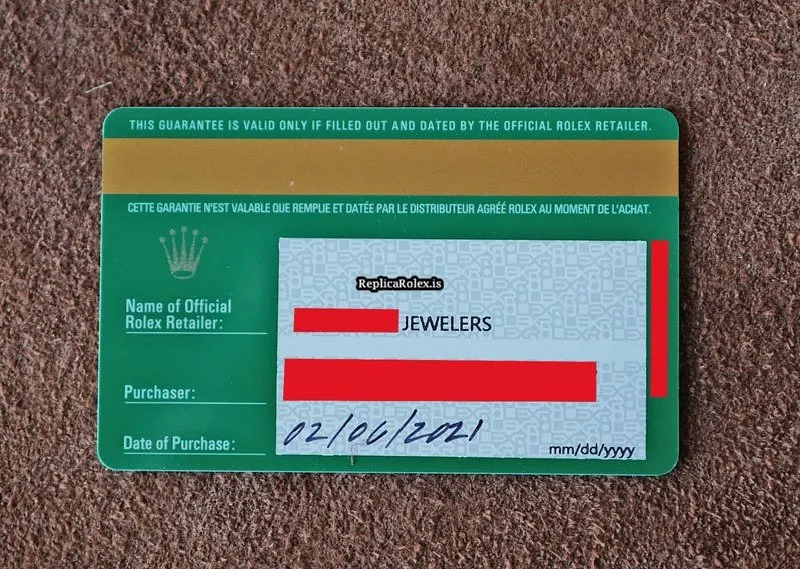 THIS GUARANTEE IS VALID ONLY IF FILLED OUT AND DATED BY THE OFFICIAL ROLEX RETAILER.
CETTE GARANTIE N'EST VALABLE QUE REMPLIE ET DATÉE PAR LE DISTRIBUTEUR AGRÉÉ ROLEX AU MOMENT DE L'ACHAT.
ReplicaRolex.is
Name of Official
Rolex Retailer:
JEWELERS
Purchaser:
Date of Purchase:
02/06/2021
mm/dd/yyyy